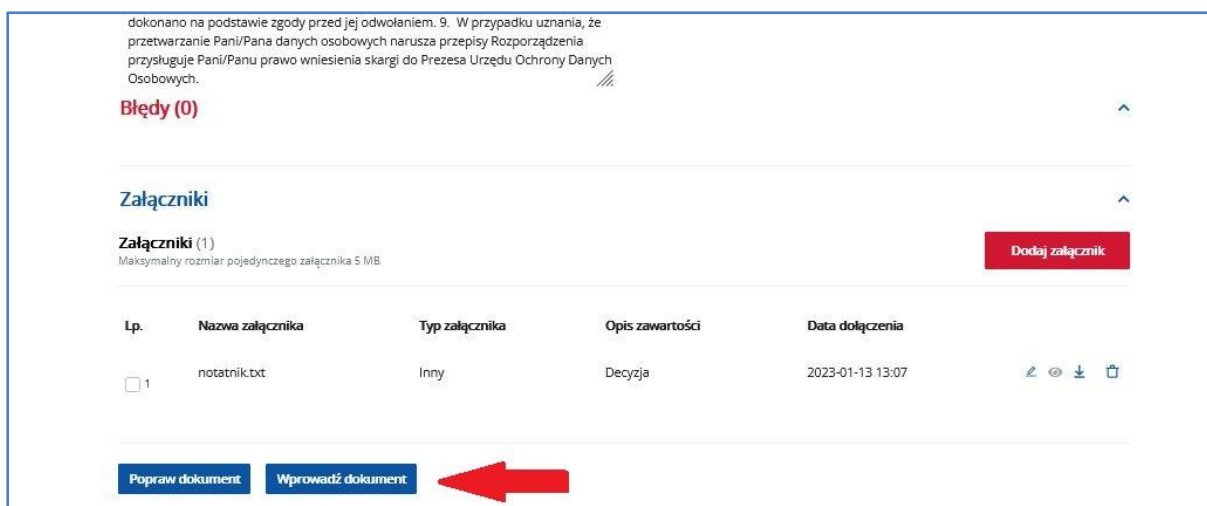 dokonano na podstawie zgody przed jej odwołaniem. 9. W przypadku uznania, że
przetwarzanie Pani/Pana danych osobowych narusza przepisy Rozporządzenia
przysługuje Pani/Panu prawo wniesienia skargi do Prezesa Urzędu Ochrony Danych
Osobowych.
Błędy (0)
Załączniki
Załączniki (1)
Maksymalny rozmiar pojedynczego załącznika 5 MB
Dodaj załącznik
Lp. Nazwa załącznika Typ załącznika Opis zawartości Data dołączenia
1 notatnik.txt Inny Decyzja 2023-01-13 13:07
Popraw dokument Wprowadź dokument